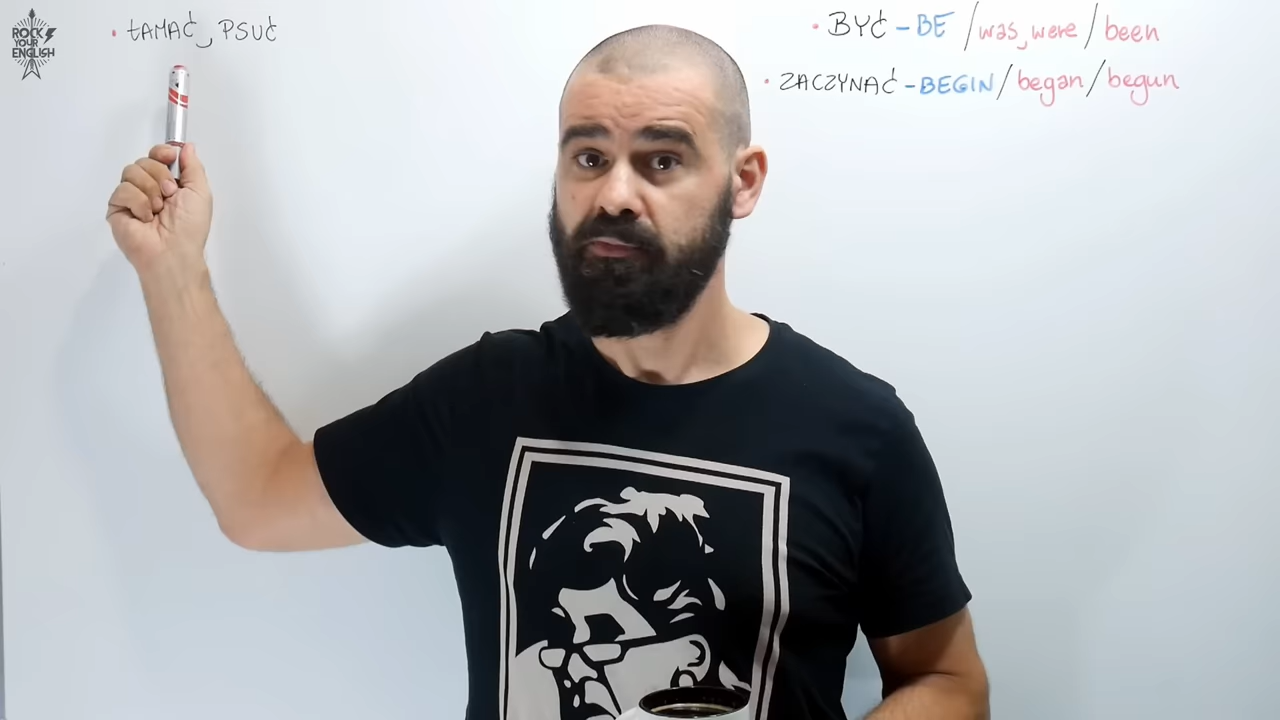 ROCK
YOUR
ENGLISH
• ŁAMAĆ, PSUĆ
• BYĆ - BE / was, were / been
• ZACZYNAĆ - BEGIN / began / begun